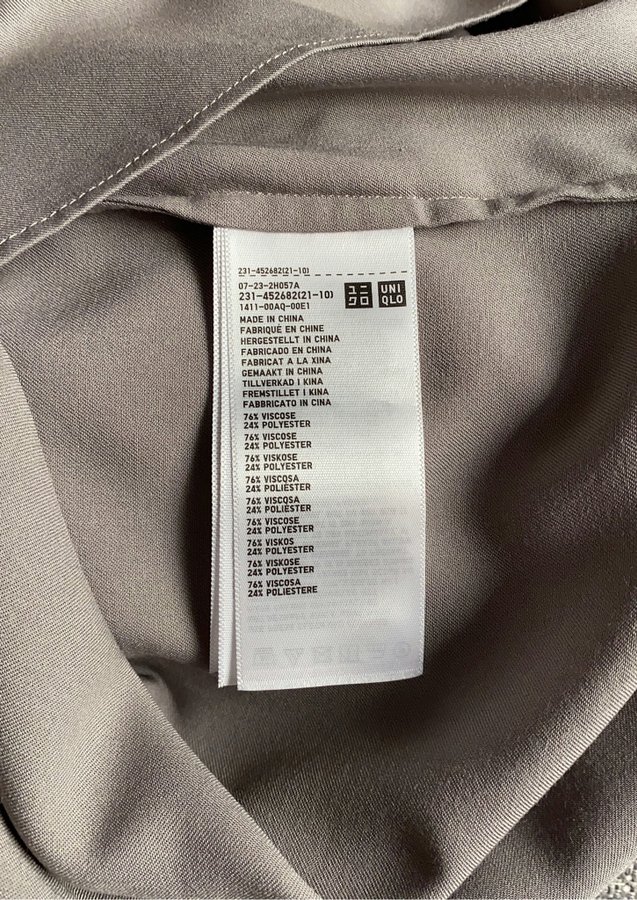 231-452682(21-10)
07-23-2H057A
231-452682(21-10)
1411-00AQ-00E1
ユニ
クロ
UNI
QLO
MADE IN CHINA
FABRIQUÉ EN CHINE
HERGESTELLT IN CHINA
FABRICADO EN CHINA
FABRICAT A LA XINA
GEMAAKT IN CHINA
TILLVERKAD I KINA
FREMSTILLET I KINA
FABBRICATO IN CINA
76% VISCOSE
24% POLYESTER
76% VISCOSE
24% POLYESTER
76% VISKOSE
24% POLYESTER
76% VISCOSA
24% POLIÉSTER
76% VISCOSA
24% POLIÈSTER
76% VISCOSE
24% POLYESTER
76% VISKOS
24% POLYESTER
76% VISKOSE
24% POLYESTER
76% VISCOSA
24% POLIESTERE